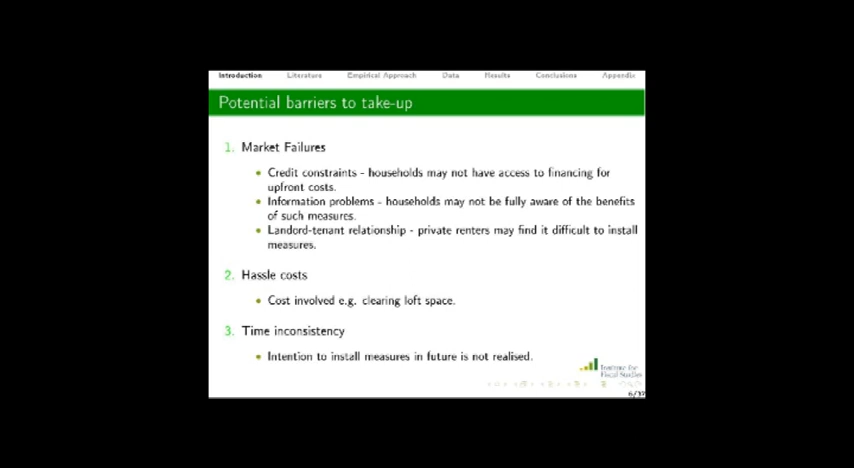 Introduction Literature Empirical Approach Data Results Conclusions Appendix
Potential barriers to take-up
1. Market Failures
• Credit constraints - households may not have access to financing for
upfront costs.
• Information problems - households may not be fully aware of the benefits
of such measures.
• Landord-tenant relationship - private renters may find it difficult to install
measures.
2. Hassle costs
• Cost involved e.g. clearing loft space.
3. Time inconsistency
• Intention to install measures in future is not realised.
Institute for
Fiscal Studies